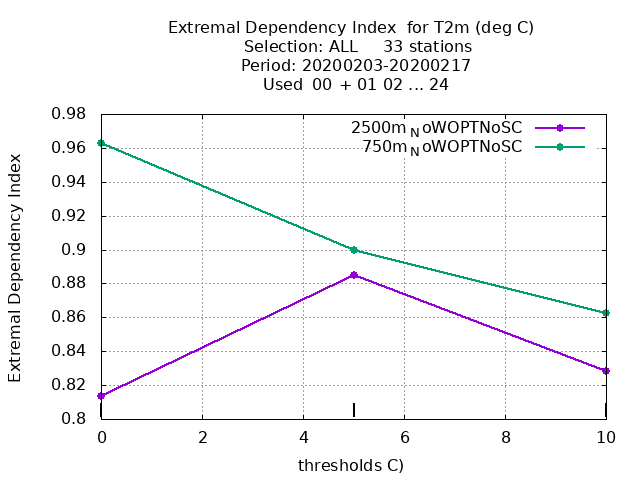 Extremal Dependency Index  for T2m (deg C)
Selection: ALL     33 stations
Period: 20200203-20200217
Used  00 + 01 02 ... 24
0.98
0.96
0.94
0.92
0.9
0.88
0.86
0.84
0.82
0.8
Extremal Dependency Index
2500m NoWOPTNoSC
750m NoWOPTNoSC
0 2 4 6 8 10
thresholds C)